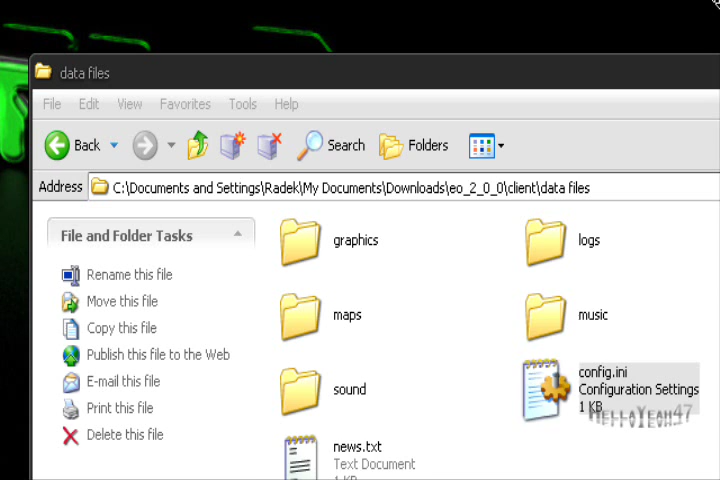 data files
File Edit View Favorites Tools Help
Back Search Folders
Address C:\Documents and Settings\Radek\My Documents\Downloads\eo_2_0_0\client\data files
File and Folder Tasks
Rename this file
Move this file
Copy this file
Publish this file to the Web
E-mail this file
Print this file
Delete this file
graphics
logs
maps
music
sound
config.ini
Configuration Settings
1 KB
HelloYeah47
news.txt
Text Document
1 KB